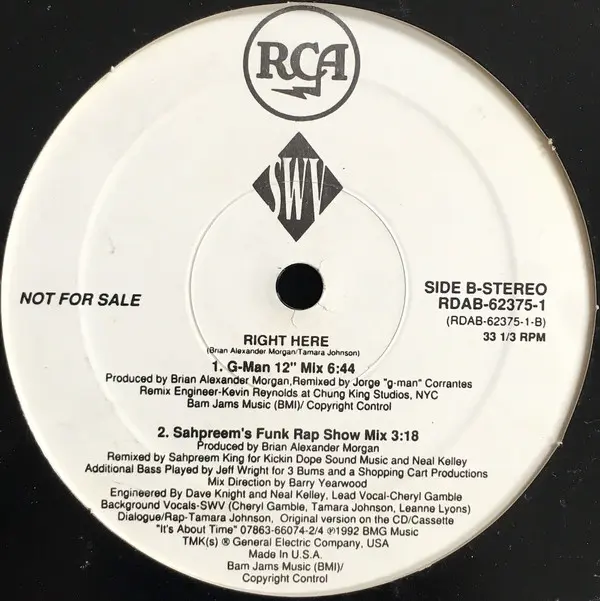 RCA
SWV
NOT FOR SALE
SIDE B-STEREO
RDAB-62375-1
(RDAB-62375-1-B)
33 1/3 RPM
RIGHT HERE
(Brian Alexander Morgan/Tamara Johnson)
1. G-Man 12" Mix 6:44
Produced by Brian Alexander Morgan,Remixed by Jorge "g-man" Corrantes
Remix Engineer-Kevin Reynolds at Chung King Studios, NYC
Bam Jams Music (BMI)/ Copyright Control
2. Sahpreem's Funk Rap Show Mix 3:18
Produced by Brian Alexander Morgan
Remixed by Sahpreem King for Kickin Dope Sound Music and Neal Kelley
Additional Bass Played by Jeff Wright for 3 Bums and a Shopping Cart Productions
Mix Direction by Barry Yearwood
Engineered By Dave Knight and Neal Kelley, Lead Vocal-Cheryl Gamble
Background Vocals-SWV (Cheryl Gamble, Tamara Johnson, Leanne Lyons)
Dialogue/Rap-Tamara Johnson, Original version on the CD/Cassette
"It's About Time" 07863-66074-2/4 ℗1992 BMG Music
TMK(s) ® General Electric Company, USA
Made In U.S.A.
Bam Jams Music (BMI)/
Copyright Control